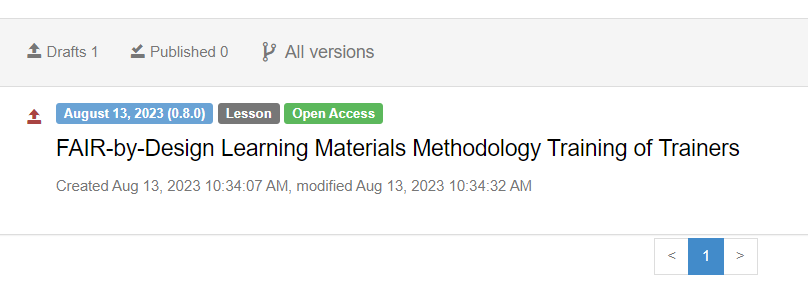 Drafts 1 Published 0 All versions
August 13, 2023 (0.8.0) Lesson Open Access
FAIR-by-Design Learning Materials Methodology Training of Trainers
Created Aug 13, 2023 10:34:07 AM, modified Aug 13, 2023 10:34:32 AM
< 1 >